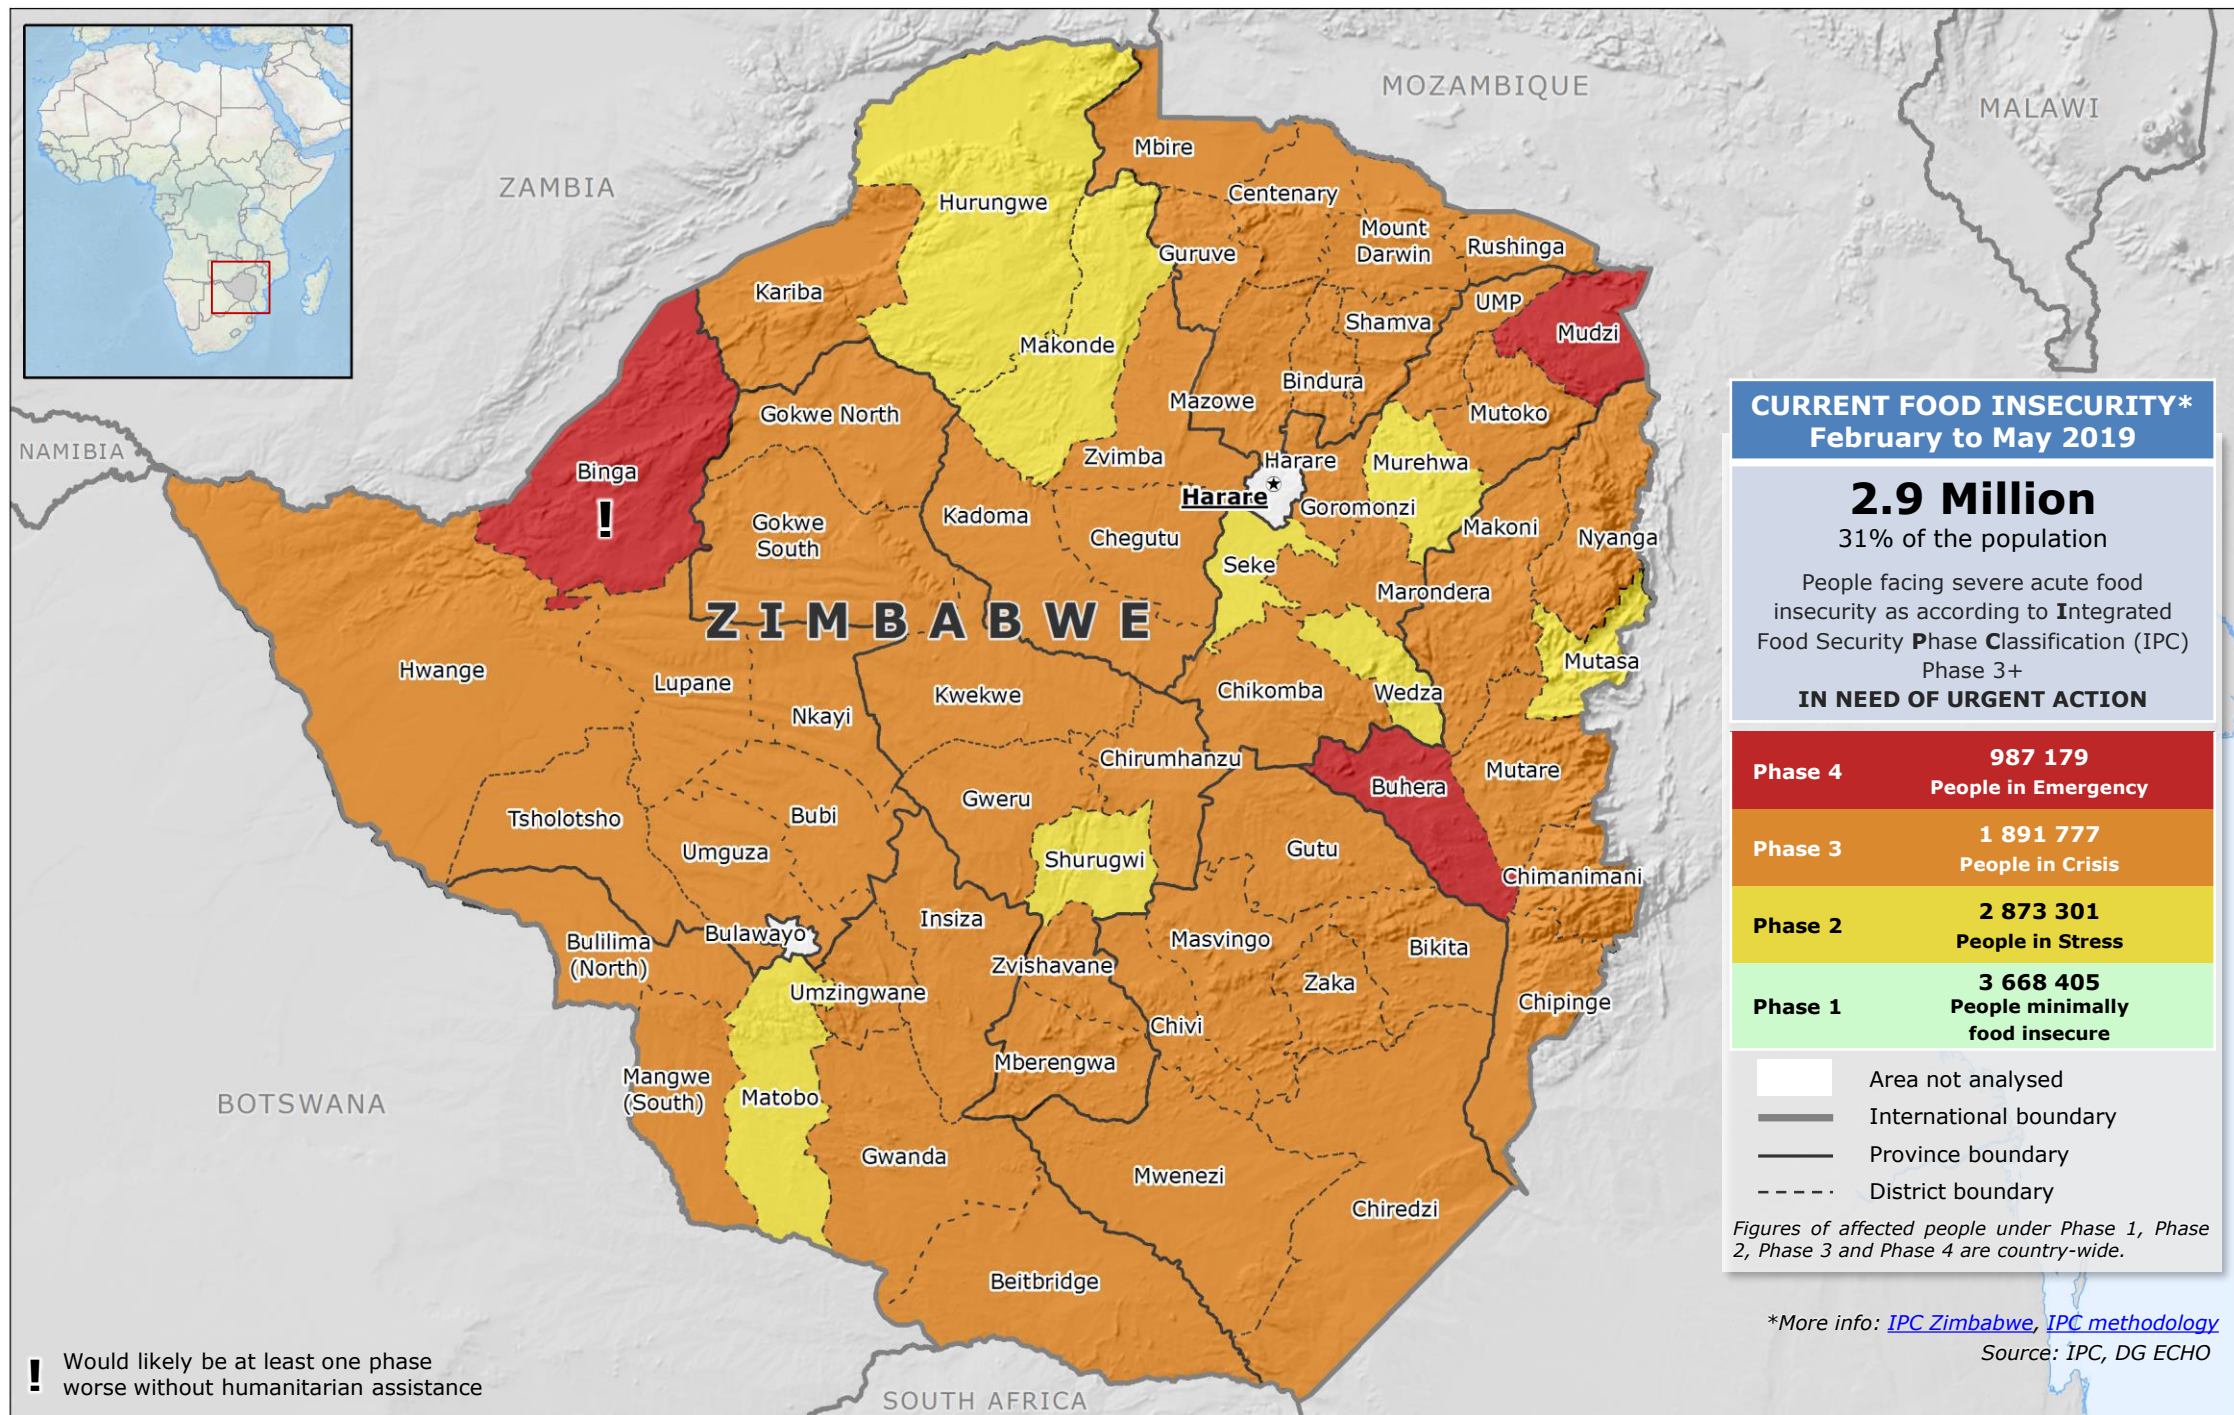 MOZAMBIQUE
MALAWI
ZAMBIA
NAMIBIA
BOTSWANA
SOUTH AFRICA
ZIMBABWE
Mbire
Centenary
Hurungwe
Mount
Darwin
Rushinga
Guruve
Kariba
UMP
Shamva
Mudzi
Makonde
Bindura
Mazowe
Mutoko
Gokwe North
Zvimba
Harare
Murehwa
Binga
!
Harare
Goromonzi
Kadoma
Gokwe
South
Chegutu
Makoni
Nyanga
Seke
Marondera
Mutasa
Hwange
Lupane
Kwekwe
Chikomba
Wedza
Nkayi
Chirumhanzu
Mutare
Buhera
Gweru
Tsholotsho
Bubi
Umguza
Shurugwi
Gutu
Chimanimani
Insiza
Bulawayo
Bulilima
(North)
Masvingo
Bikita
Zvishavane
Zaka
Umzingwane
Chipinge
Chivi
Mberengwa
Mangwe
(South)
Matobo
Gwanda
Mwenezi
Chiredzi
Beitbridge
CURRENT FOOD INSECURITY*
February to May 2019
2.9 Million
31% of the population
People facing severe acute food
insecurity as according to Integrated
Food Security Phase Classification (IPC)
Phase 3+
IN NEED OF URGENT ACTION
Phase 4
987 179
People in Emergency
Phase 3
1 891 777
People in Crisis
Phase 2
2 873 301
People in Stress
Phase 1
3 668 405
People minimally
food insecure
Area not analysed
International boundary
Province boundary
District boundary
Figures of affected people under Phase 1, Phase
2, Phase 3 and Phase 4 are country-wide.
*More info: IPC Zimbabwe, IPC methodology
Source: IPC, DG ECHO
! Would likely be at least one phase
worse without humanitarian assistance